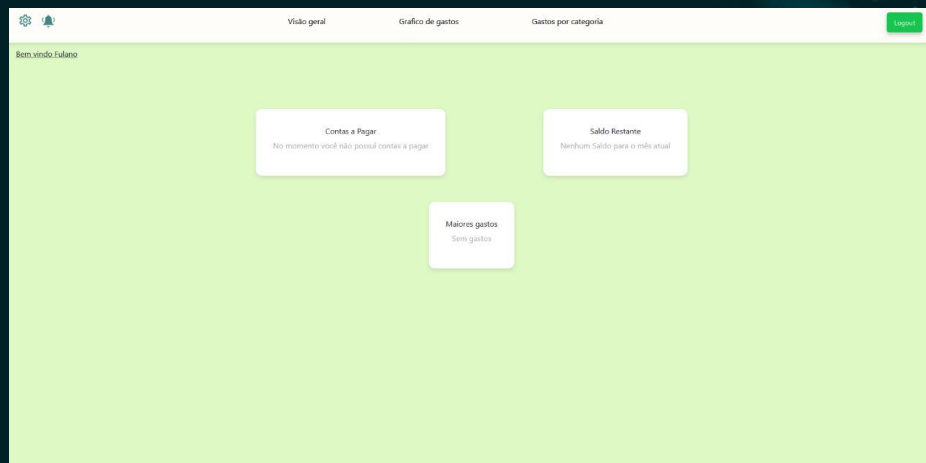 Visão geral
Grafico de gastos
Gastos por categoria
Logout
Bem vindo Fulano
Contas a Pagar
No momento você não possui contas a pagar
Saldo Restante
Nenhum Saldo para o mês atual
Maiores gastos
Sem gastos